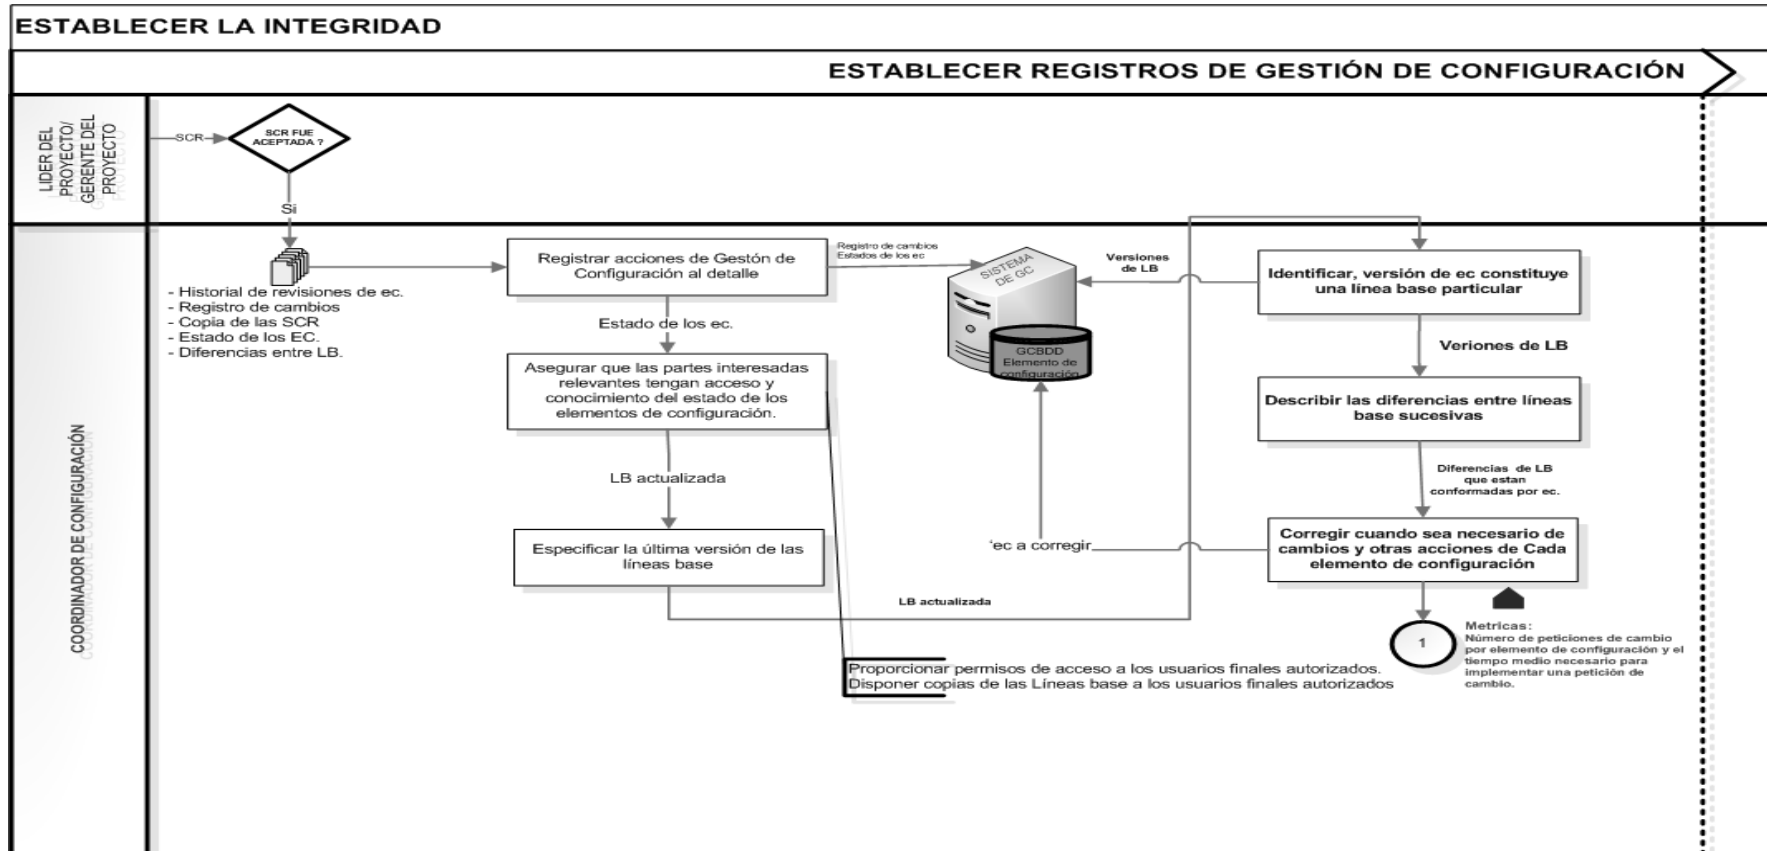 ESTABLECER LA INTEGRIDAD
ESTABLECER REGISTROS DE GESTIÓN DE CONFIGURACIÓN
LIDER DEL
PROYECTO/
GERENTE DEL
PROYECTO
SCR
SCR FUE
ACEPTADA ?
Si
COORDINADOR DE CONFIGURACIÓN
- Historial de revisiones de ec.
- Registro de cambios
- Copia de las SCR
- Estado de los EC.
- Diferencias entre LB.
Registrar acciones de Gestión de
Configuración al detalle
Registro de cambios
Estados de los ec
Estado de los ec.
Asegurar que las partes interesadas
relevantes tengan acceso y
conocimiento del estado de los
elementos de configuración.
LB actualizada
Especificar la última versión de las
líneas base
LB actualizada
SISTEMA
DE GC
GCBDD
Elemento de
configuración
Versiones
de LB
Identificar, versión de ec constituye
una línea base particular
Veriones de LB
Describir las diferencias entre líneas
base sucesivas
Diferencias de LB
que estan
conformadas por ec.
Corregir cuando sea necesario de
cambios y otras acciones de Cada
elemento de configuración
'ec a corregir
1
Metricas:
Número de peticiones de cambio
por elemento de configuración y el
tiempo medio necesario para
implementar una petición de
cambio.
Proporcionar permisos de acceso a los usuarios finales autorizados.
Disponer copias de las Líneas base a los usuarios finales autorizados